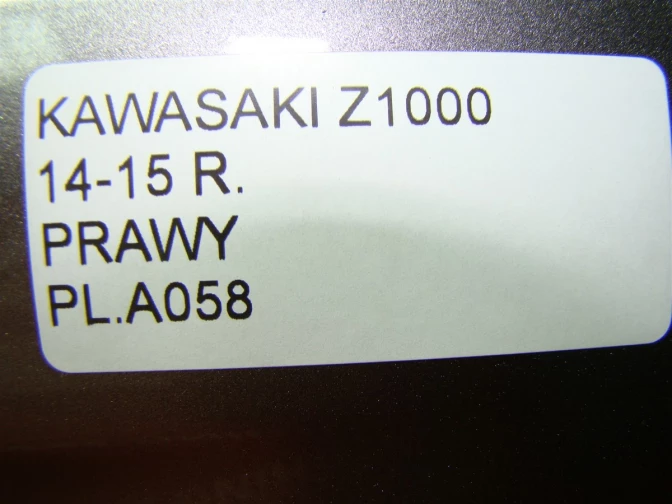 KAWASAKI Z1000
14-15 R.
PRAWY
PL.A058